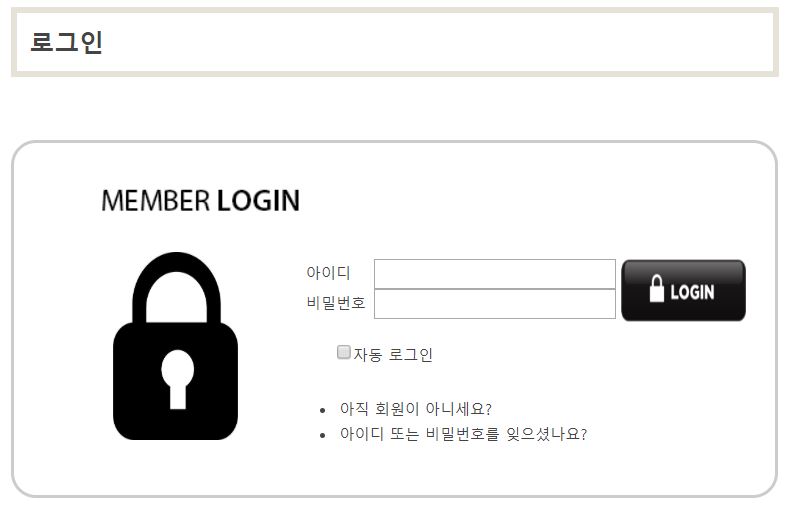 로그인
MEMBER LOGIN
아이디
비밀번호
LOGIN
자동 로그인
아직 회원이 아니세요?
아이디 또는 비밀번호를 잊으셨나요?